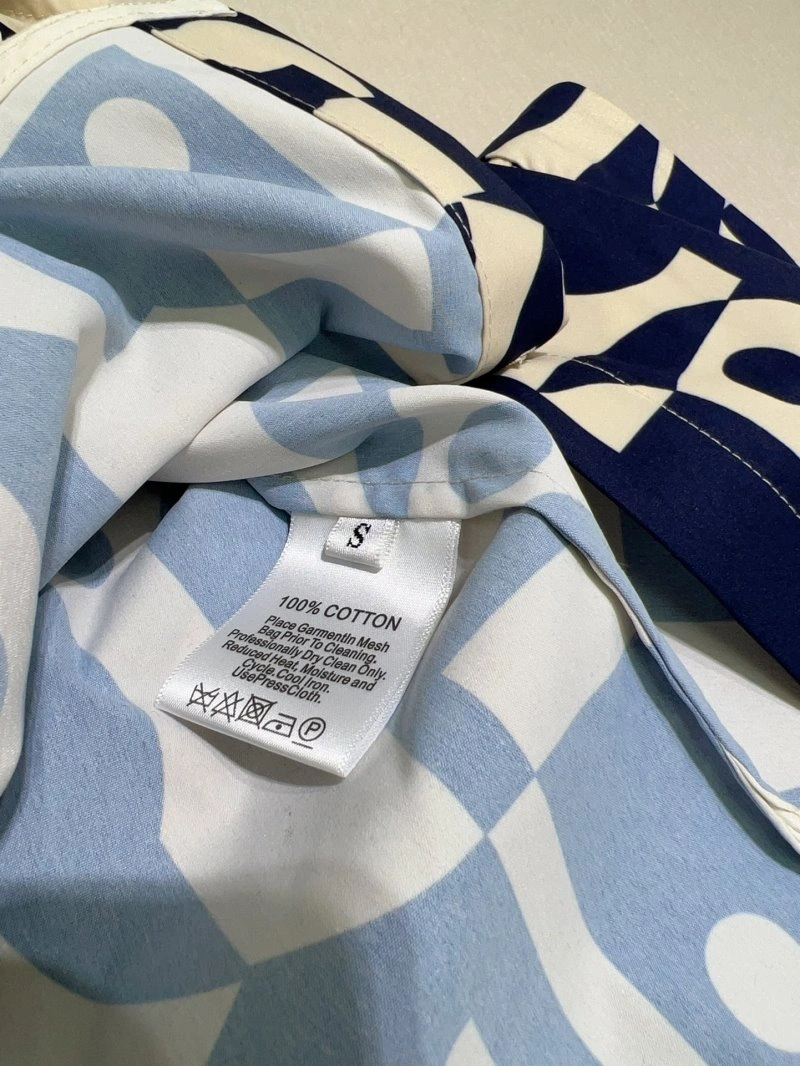 S
100% COTTON
Place GarmentIn Mesh
Bag Prior To Cleaning.
Professionally Dry Clean Only.
Reduced Heat, Moisture and
Cycle.Cool Iron.
UsePressCloth.
P